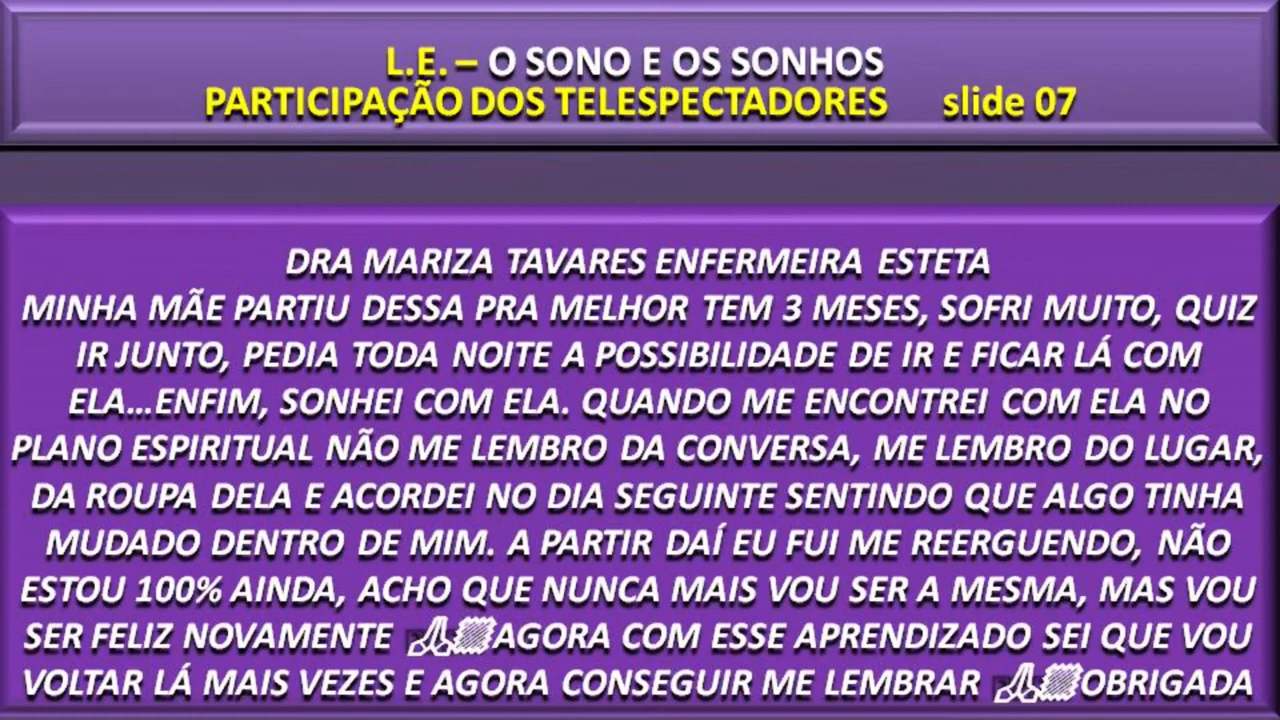 L.E. – O SONO E OS SONHOS
PARTICIPAÇÃO DOS TELESPECTADORES slide 07
DRA MARIZA TAVARES ENFERMEIRA ESTETA
MINHA MÃE PARTIU DESSA PRA MELHOR TEM 3 MESES, SOFRI MUITO, QUIZ
IR JUNTO, PEDIA TODA NOITE A POSSIBILIDADE DE IR E FICAR LÁ COM
ELA...ENFIM, SONHEI COM ELA. QUANDO ME ENCONTREI COM ELA NO
PLANO ESPIRITUAL NÃO ME LEMBRO DA CONVERSA, ME LEMBRO DO LUGAR,
DA ROUPA DELA E ACORDEI NO DIA SEGUINTE SENTINDO QUE ALGO TINHA
MUDADO DENTRO DE MIM. A PARTIR DAÍ EU FUI ME REERGUENDO, NÃO
ESTOU 100% AINDA, ACHO QUE NUNCA MAIS VOU SER A MESMA, MAS VOU
SER FELIZ NOVAMENTE 🙏AGORA COM ESSE APRENDIZADO SEI QUE VOU
VOLTAR LÁ MAIS VEZES E AGORA CONSEGUIR ME LEMBRAR 🙏OBRIGADA